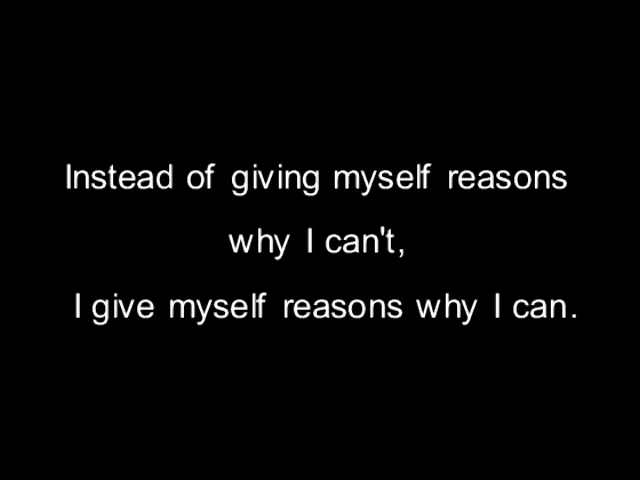 Instead of giving myself reasons
why I can't,
I give myself reasons why I can.